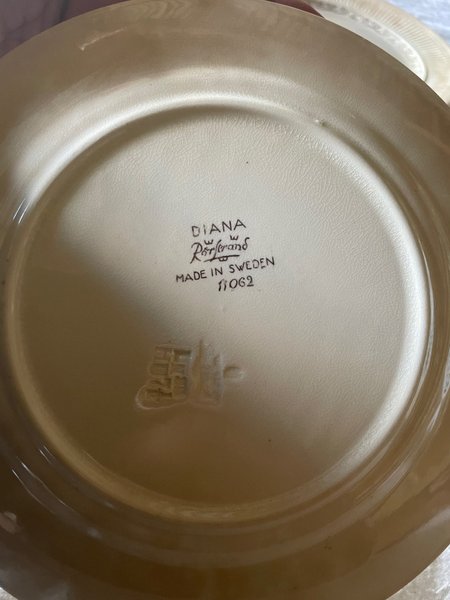 DIANA
Rörstrand
MADE IN SWEDEN
11062